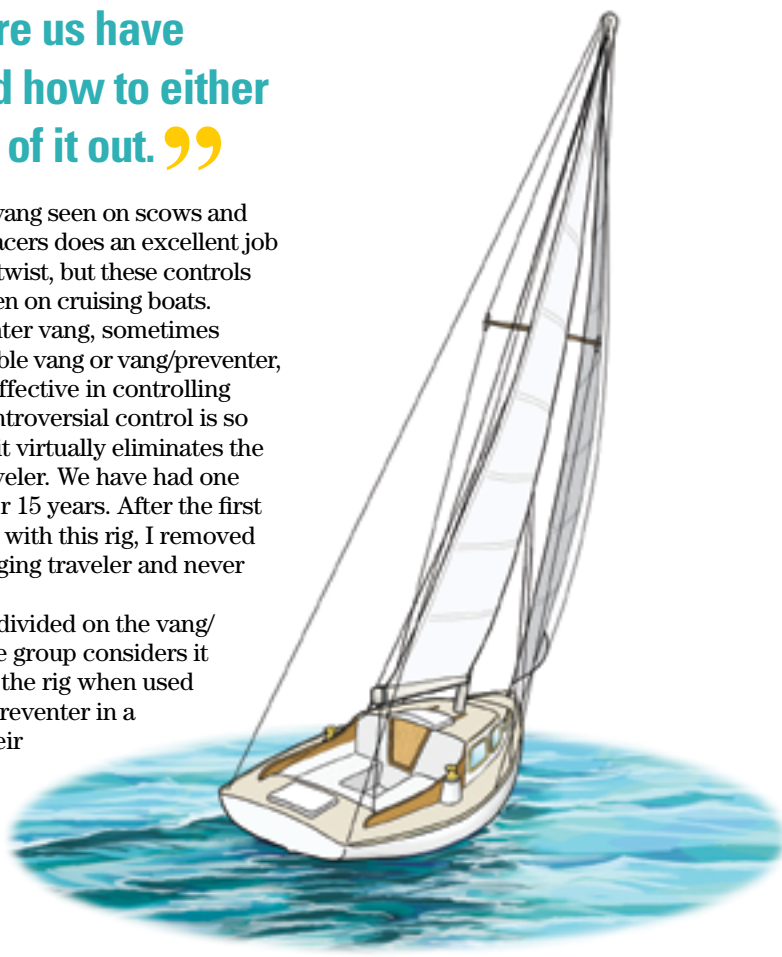 re us have
d how to either
of it out.”
vang seen on scows and
acers does an excellent job
twist, but these controls
en on cruising boats.
nter vang, sometimes
ble vang or vang/preventer,
ffective in controlling
ntroversial control is so
it virtually eliminates the
veler. We have had one
r 15 years. After the first
with this rig, I removed
ging traveler and never
divided on the vang/
e group considers it
the rig when used
reventer in a
eir